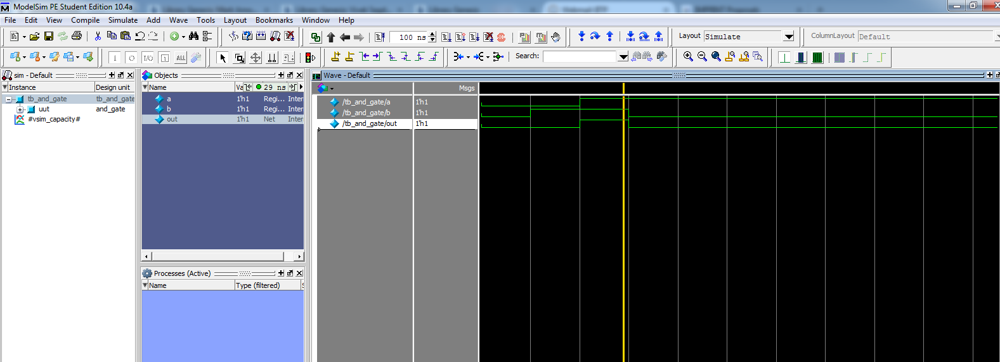 ModelSim PE Student Edition 10.4a
File Edit View Compile Simulate Add Wave Tools Layout Bookmarks Window Help
100 ns Layout Simulate ColumnLayout Default
Search:
sim - Default
Instance Design unit
tb_and_gate tb_and_gate
uut and_gate
#vsim_capacity#
Objects
Name Va 29 ns
a 1'h1 Regi... Inter
b 1'h1 Regi... Inter
out 1'h1 Net Inter
Processes (Active)
Name Type (filtered) S
Wave - Default
Msgs
/tb_and_gate/a 1'h1
/tb_and_gate/b 1'h1
/tb_and_gate/out 1'h1